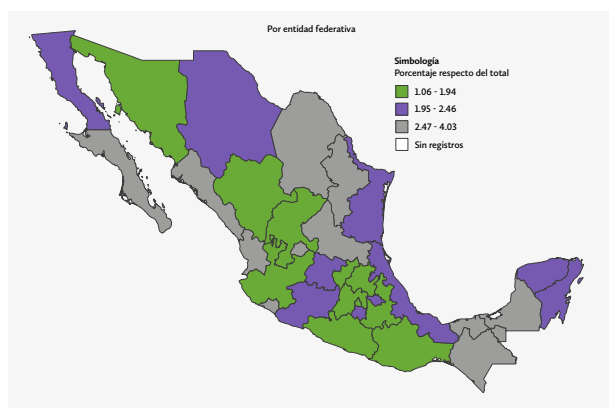 Por entidad federativa
Simbología
Porcentaje respecto del total
1.06 - 1.94
1.95 - 2.46
2.47 - 4.03
Sin registros